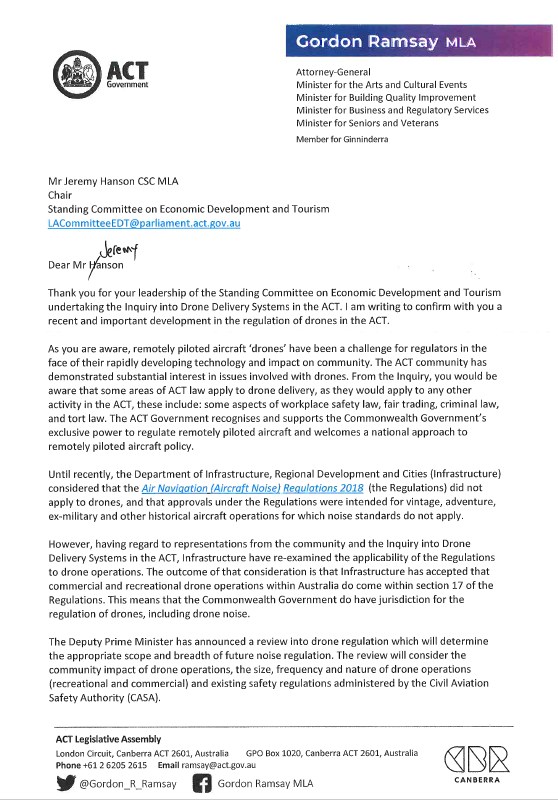 Gordon Ramsay MLA
ACT
Government
Attorney-General
Minister for the Arts and Cultural Events
Minister for Building Quality Improvement
Minister for Business and Regulatory Services
Minister for Seniors and Veterans
Member for Ginninderra
Mr Jeremy Hanson CSC MLA
Chair
Standing Committee on Economic Development and Tourism
LACommitteeEDT@parliament.act.gov.au
Jeremy
Dear Mr Hanson
Thank you for your leadership of the Standing Committee on Economic Development and Tourism
undertaking the Inquiry into Drone Delivery Systems in the ACT. I am writing to confirm with you a
recent and important development in the regulation of drones in the ACT.
As you are aware, remotely piloted aircraft 'drones' have been a challenge for regulators in the
face of their rapidly developing technology and impact on community. The ACT community has
demonstrated substantial interest in issues involved with drones. From the Inquiry, you would be
aware that some areas of ACT law apply to drone delivery, as they would apply to any other
activity in the ACT, these include: some aspects of workplace safety law, fair trading, criminal law,
and tort law. The ACT Government recognises and supports the Commonwealth Government's
exclusive power to regulate remotely piloted aircraft and welcomes a national approach to
remotely piloted aircraft policy.
Until recently, the Department of Infrastructure, Regional Development and Cities (Infrastructure)
considered that the Air Navigation (Aircraft Noise) Regulations 2018 (the Regulations) did not
apply to drones, and that approvals under the Regulations were intended for vintage, adventure,
ex-military and other historical aircraft operations for which noise standards do not apply.
However, having regard to representations from the community and the Inquiry into Drone
Delivery Systems in the ACT, Infrastructure have re-examined the applicability of the Regulations
to drone operations. The outcome of that consideration is that Infrastructure has accepted that
commercial and recreational drone operations within Australia do come within section 17 of the
Regulations. This means that the Commonwealth Government do have jurisdiction for the
regulation of drones, including drone noise.
The Deputy Prime Minister has announced a review into drone regulation which will determine
the appropriate scope and breadth of future noise regulation. The review will consider the
community impact of drone operations, the size, frequency and nature of drone operations
(recreational and commercial) and existing safety regulations administered by the Civil Aviation
Safety Authority (CASA).
ACT Legislative Assembly
London Circuit, Canberra ACT 2601, Australia GPO Box 1020, Canberra ACT 2601, Australia
Phone +61 2 6205 2615 Email ramsay@act.gov.au
@Gordon_R_Ramsay Gordon Ramsay MLA
CBR
CANBERRA